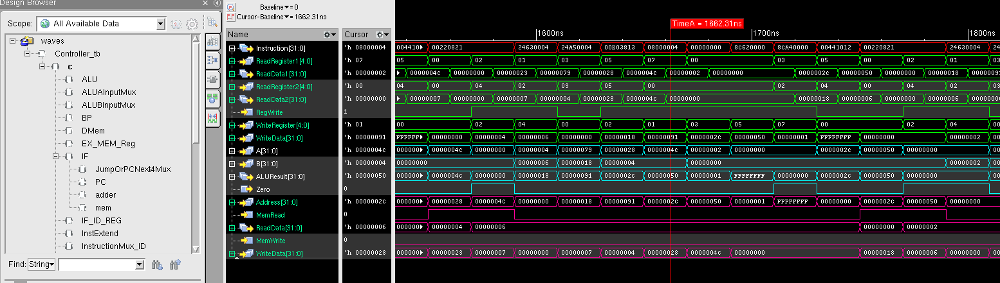 Design Browser
Scope: All Available Data
waves
Controller_tb
c
ALU
ALUAInputMux
ALUBInputMux
BP
DMem
EX_MEM_Reg
IF
JumpOrPCNext4Mux
PC
adder
mem
IF_ID_REG
InstExtend
InstructionMux_ID
Find: String
Baseline = 0
Cursor-Baseline = 1662.31ns
Name Cursor
TimeA = 1662.31ns
1600ns 1700ns 1800ns
Instruction[31:0] 'h 08000004 004410 00220821 24630004 24A50004 00E03813 08000004 00000000 8c620000 8CA40000 00441012 00220821 24630004 24
ReadRegister1[4:0] 'h 07 05 00 02 01 03 05 07 00 03 05 00 02 01 03
ReadData1[31:0] 'h 00000002 0000004c 00000000 00000023 00000079 00000028 0000004c 00000002 00000000 0000002c 00000050 00000000 00000018 00000091
ReadRegister2[4:0] 'h 00 04 00 04 02 03 05 00 02 04 00 04 02 03
ReadData2[31:0] 'h 00000000 00000007 00000000 00000007 00000004 00000028 0000004c 00000000 00000018 00000006 00000000 00000006 00000002
RegWrite 1
WriteRegister[4:0] 'h 01 00 02 04 00 02 01 03 05 07 00 02 04 00
WriteData[31:0] 'h 00000091 FFFFFF 00000000 00000004 00000006 00000000 00000018 00000091 0000002c 00000050 00000001 FFFFFFFF 00000000 00000002 00
A[31:0] 'h 0000004c 000000 0000004c 00000000 00000004 00000079 00000028 0000004c 00000002 00000000 0000002c 00000050 00000000 00
B[31:0] 'h 00000004 00000000 00000006 00000018 00000004 00000000 00000002 00
ALUResult[31:0] 'h 00000050 000000 0000004c 00000000 00000018 00000091 0000002c 00000050 00000001 FFFFFFFF 00000000 0000002c 00000050 00000000 00
Zero 0
Address[31:0] 'h 0000002c 000000 00000028 0000004c 00000000 00000018 00000091 0000002c 00000050 00000001 FFFFFFFF 00000000 0000002c 00000050 00000000
MemRead 0
ReadData[31:0] 'h 00000006 000000 00000004 00000006 00000000 00000002
MemWrite 0
WriteData[31:0] 'h 00000028 000000 00000023 00000007 00000000 00000007 00000004 00000028 0000004c 00000000 00000018 00000006 00000000 00